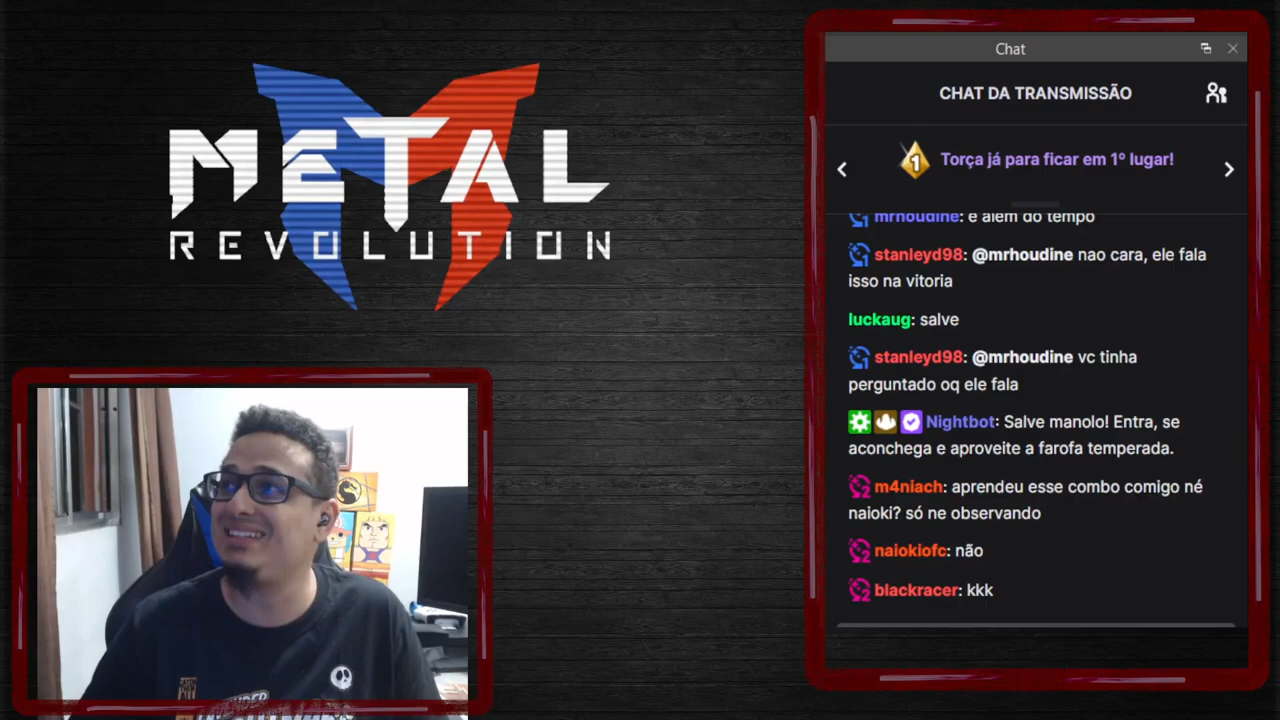 METAL
REVOLUTION
Chat
CHAT DA TRANSMISSÃO
1
Torça já para ficar em 1º lugar!
mrhoudine: e alem do tempo
stanleyd98: @mrhoudine nao cara, ele fala
isso na vitoria
luckaug: salve
stanleyd98: @mrhoudine vc tinha
perguntado oq ele fala
Nightbot: Salve manolo! Entra, se
aconchega e aproveite a farofa temperada.
m4niach: aprendeu esse combo comigo né
naioki? só ne observando
naiokiofc: não
blackracer: kkk